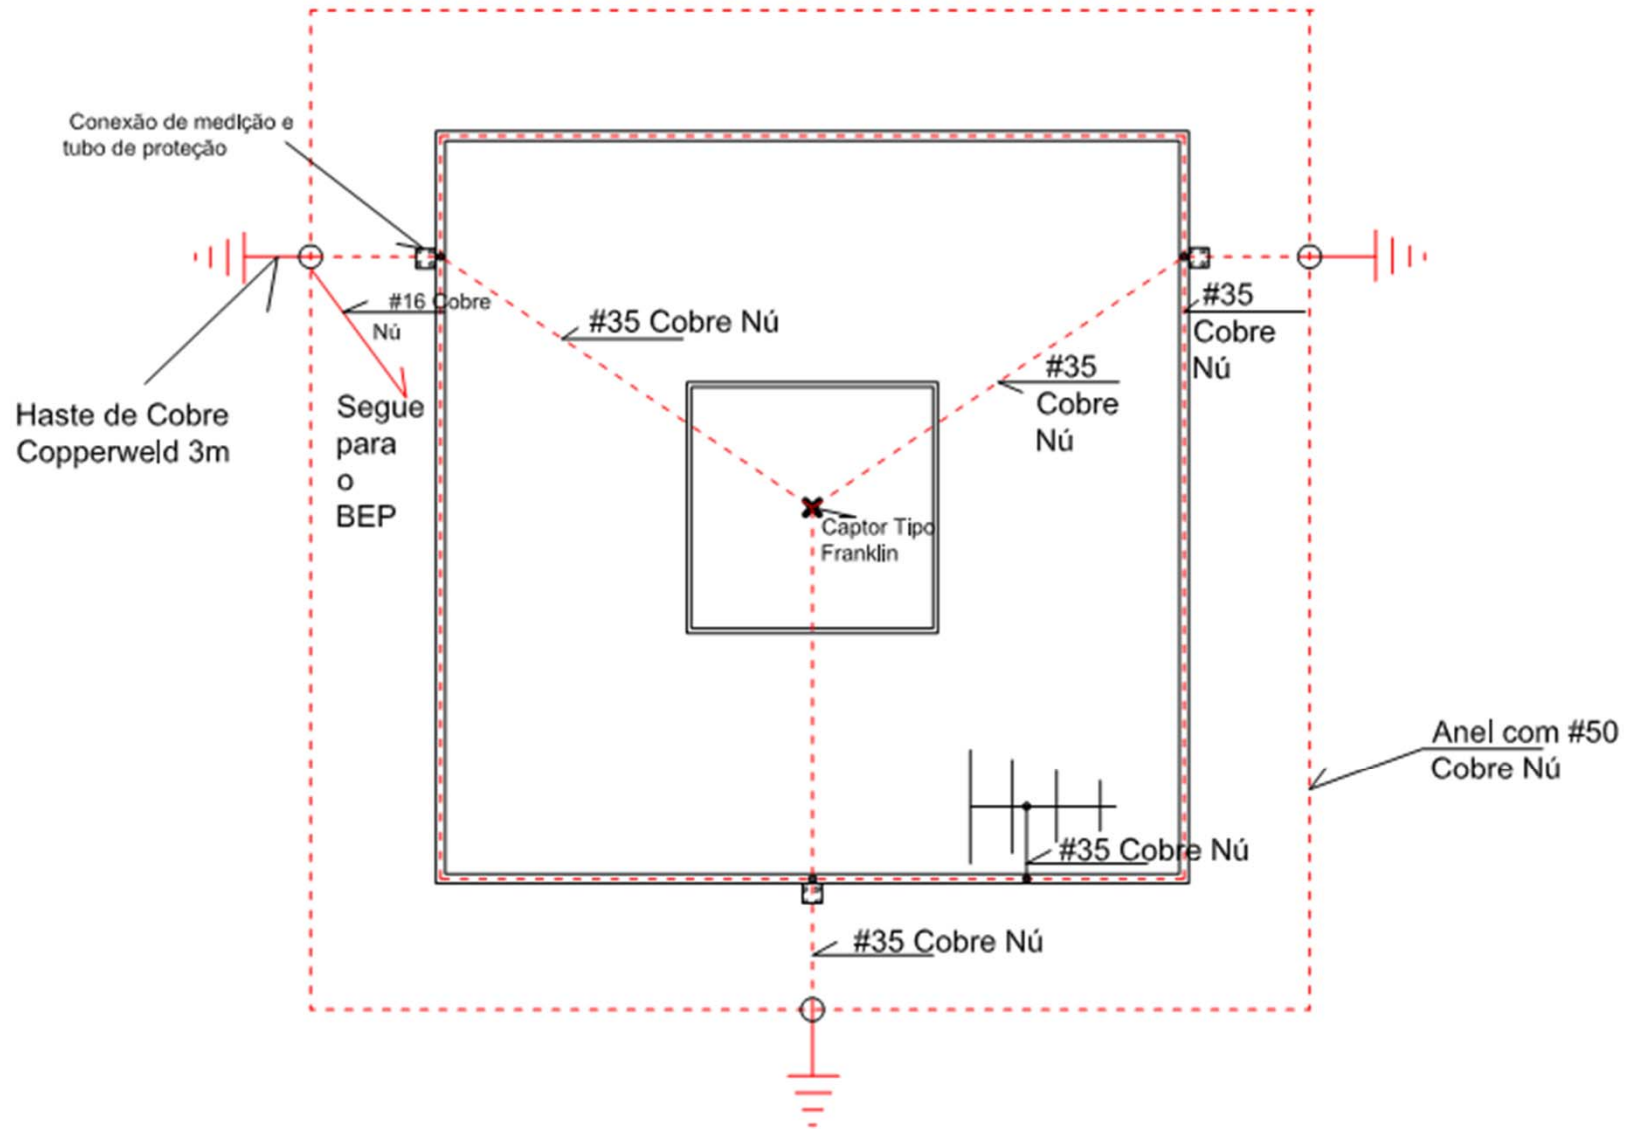 Conexão de medição e
tubo de proteção
#16 Cobre
Nú
#35 Cobre Nú
#35
Cobre
Nú
#35
Cobre
Nú
Haste de Cobre
Copperweld 3m
Segue
para
o
BEP
Captor Tipo
Franklin
Anel com #50
Cobre Nú
#35 Cobre Nú
#35 Cobre Nú